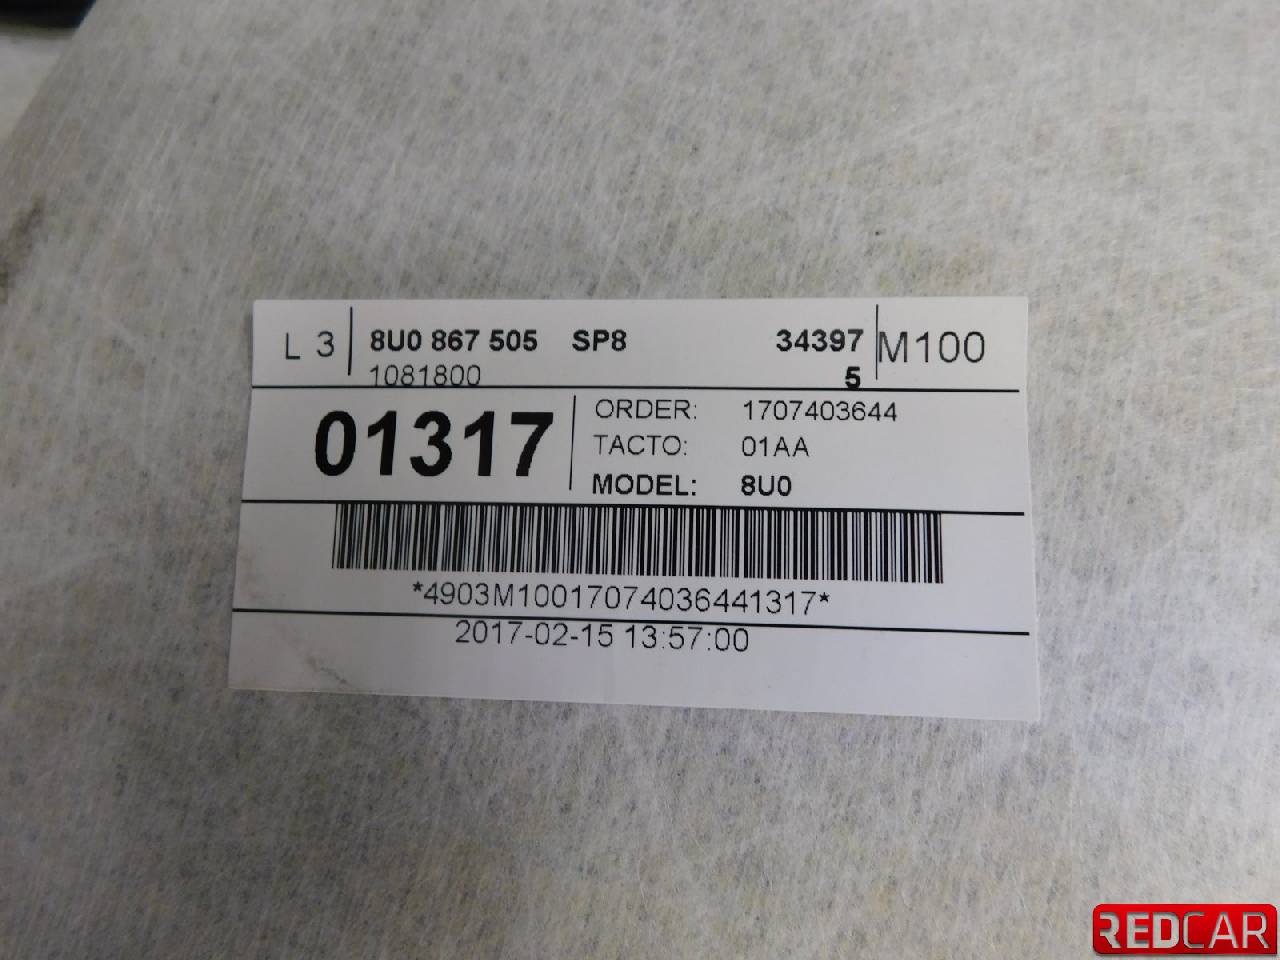 L 3 8U0 867 505 SP8 34397 M100
1081800 5
01317
ORDER: 1707403644
TACTO: 01AA
MODEL: 8U0
*4903M10017074036441317*
2017-02-15 13:57:00
REDCAR